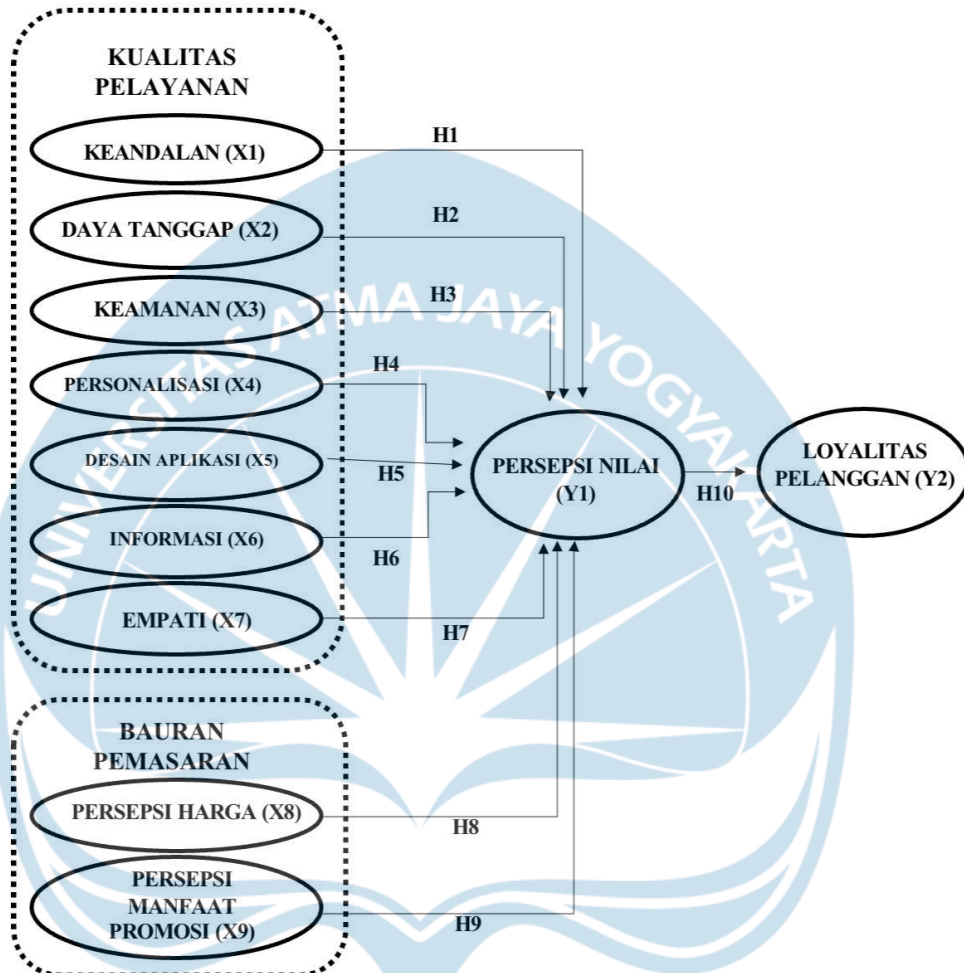 KUALITAS
PELAYANAN
KEANDALAN (X1)
H1
DAYA TANGGAP (X2)
H2
KEAMANAN (X3)
H3
PERSONALISASI (X4)
H4
DESAIN APLIKASI (X5)
H5
INFORMASI (X6)
H6
EMPATI (X7)
H7
PERSEPSI NILAI
(Y1)
H10
LOYALITAS
PELANGGAN (Y2)
BAURAN
PEMASARAN
PERSEPSI HARGA (X8)
H8
PERSEPSI
MANFAAT
PROMOSI (X9)
H9
UNIVERSITAS ATMA JAYA YOGYAKARTA